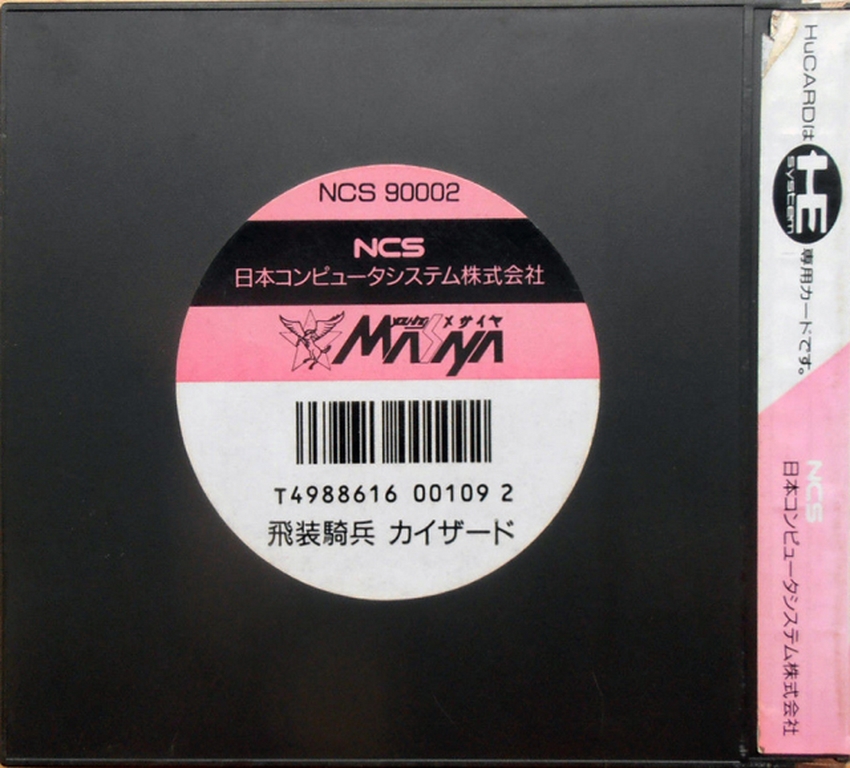 NCS 90002
NCS
日本コンピュータシステム株式会社
メサイヤ
MASAYA
T4988616 00109 2
飛装騎兵 カイザード
HuCARDは HE system 専用カードです。
NCS
日本コンピュータシステム株式会社